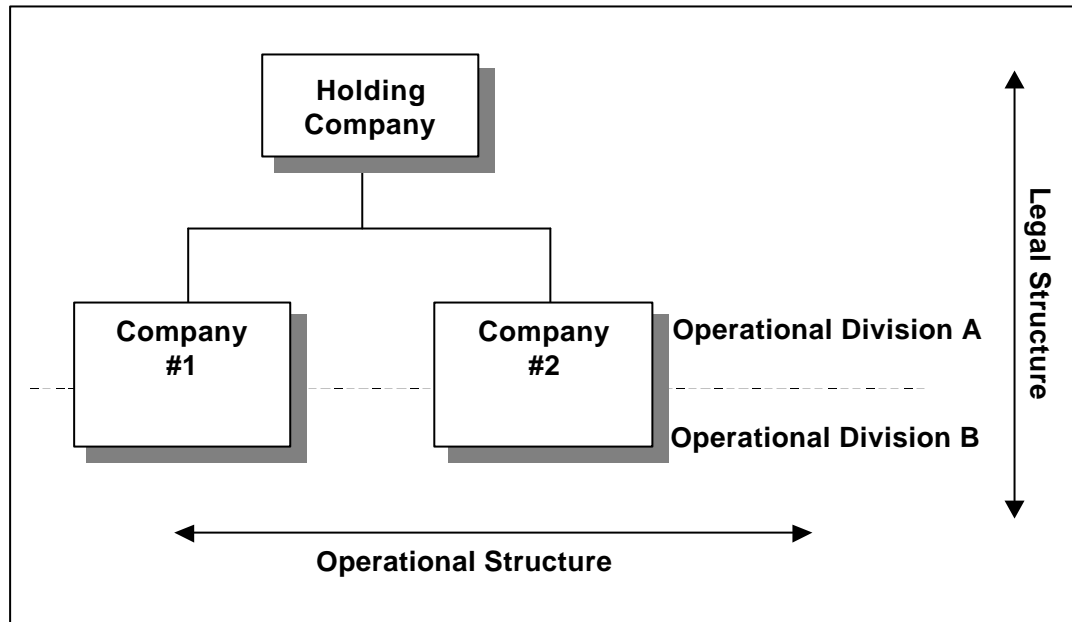 Holding
Company
Legal Structure
Company
#1
Company
#2
Operational Division A
Operational Division B
Operational Structure